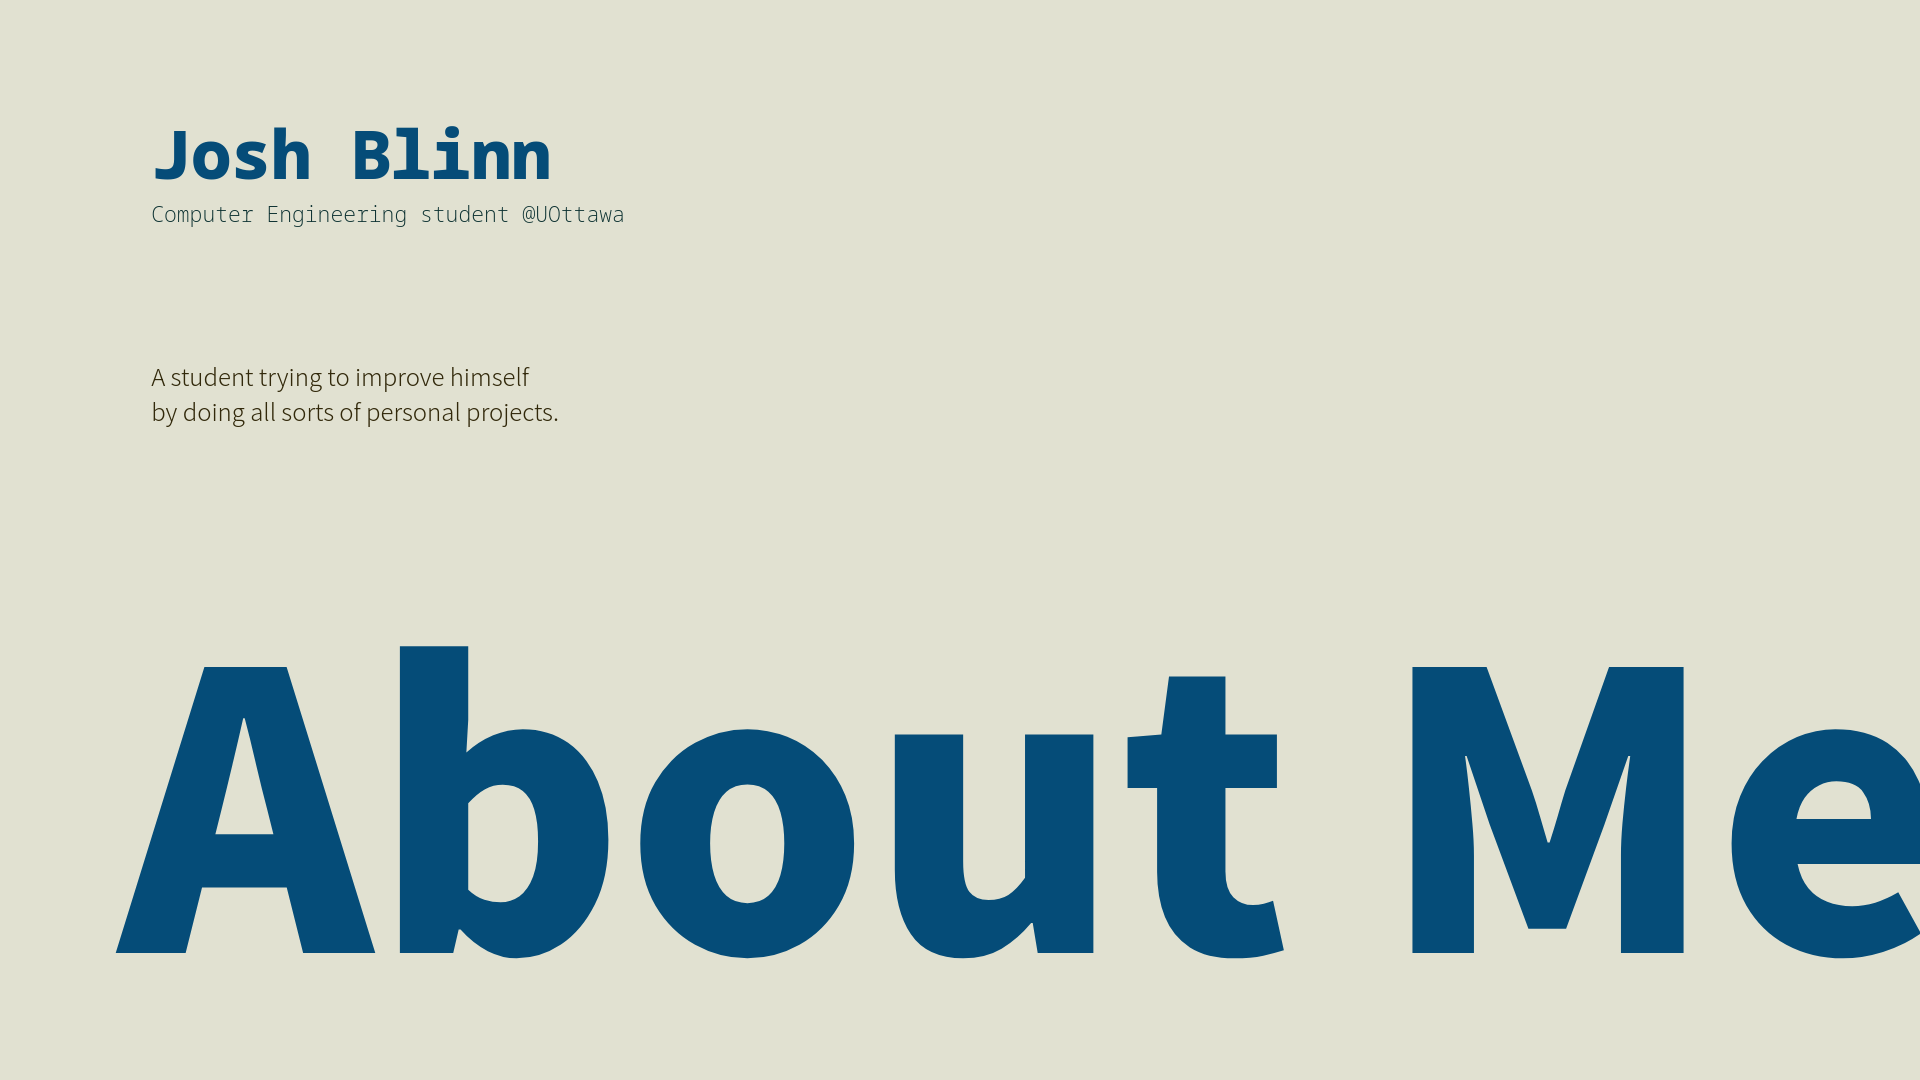 Josh Blinn
Computer Engineering student @UOttawa
A student trying to improve himself
by doing all sorts of personal projects.
About Me